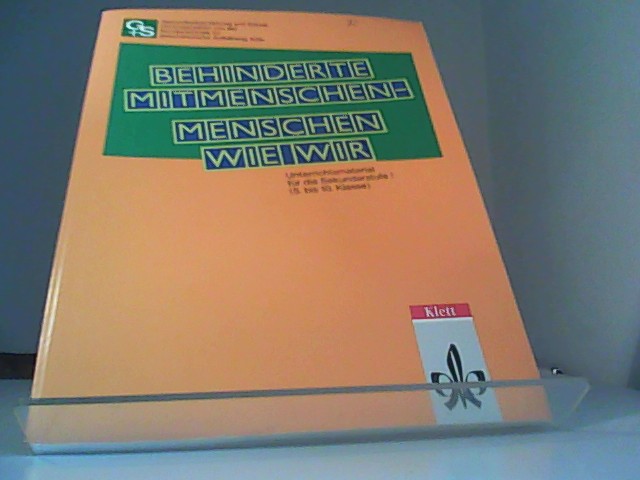 G+S
BEHINDERTE
MITMENSCHEN-
MENSCHEN
WIE WIR
Unterrichtsmaterial
für die Sekundarstufe I
(5. bis 10. Klasse)
Klett